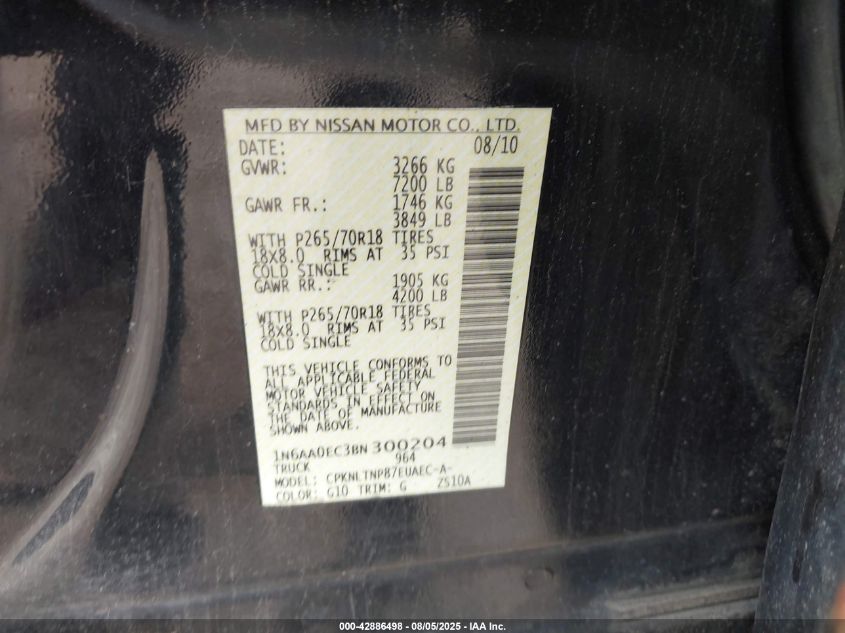 MFD BY NISSAN MOTOR CO., LTD.
DATE: 08/10
GVWR: 3266 KG
7200 LB
GAWR FR.: 1746 KG
3849 LB
WITH P265/70R18 TIRES
18X8.0 RIMS AT 35 PSI
COLD SINGLE
GAWR RR.: 1905 KG
4200 LB
WITH P265/70R18 TIRES
18X8.0 RIMS AT 35 PSI
COLD SINGLE
THIS VEHICLE CONFORMS TO
ALL APPLICABLE FEDERAL
MOTOR VEHICLE SAFETY
STANDARDS IN EFFECT ON
THE DATE OF MANUFACTURE
SHOWN ABOVE.
1N6AA0EC3BN300204
TRUCK 964
MODEL: CPKNLTNP87EUAEC-A-
COLOR: G10 TRIM: G ZS10A
000-42886498 - 08/05/2025 - IAA Inc.